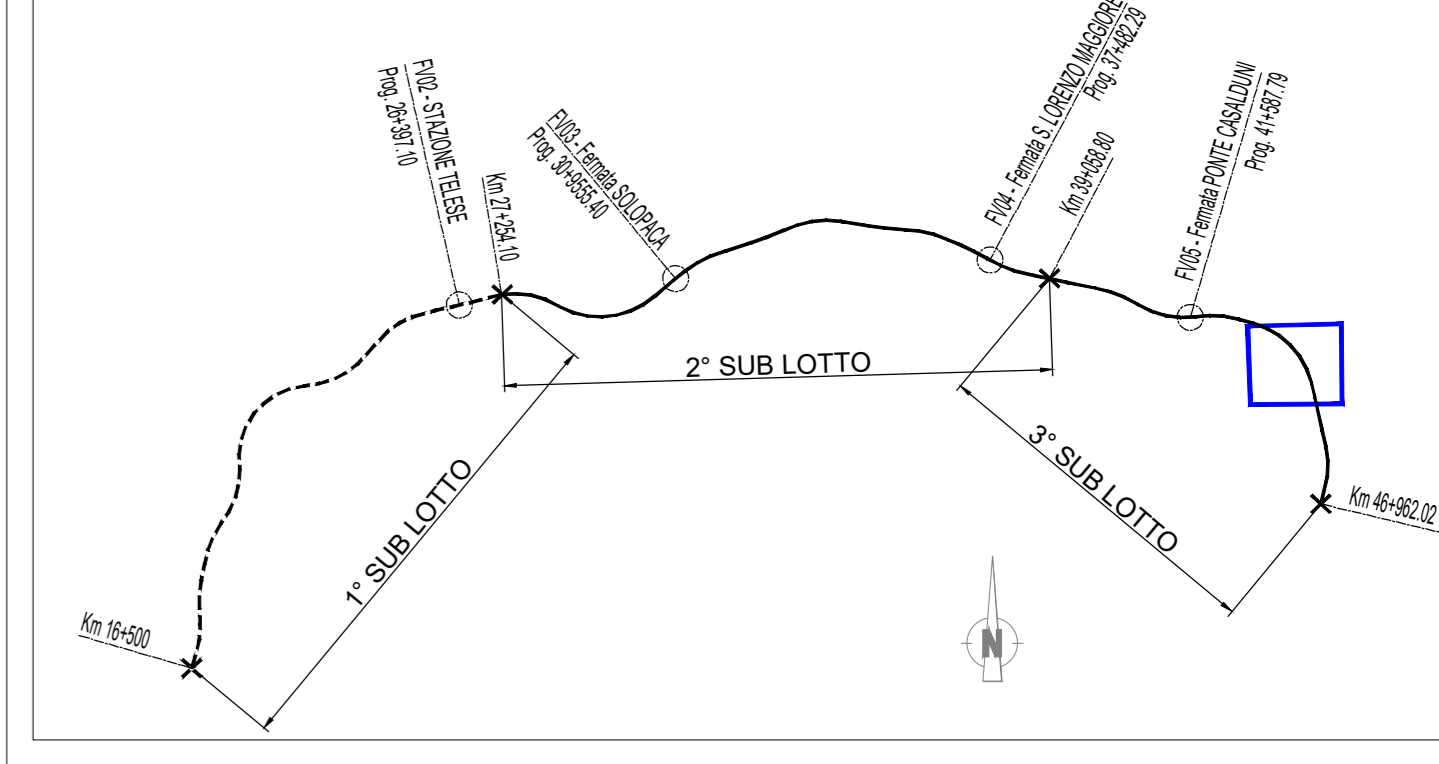 FV02 - STAZIONE TELESE
Prog. 26+397.10
Km 27+254.10
FV03 - Fermata SOLOPACA
Prog. 30+9555.40
FV04 - Fermata S. LORENZO MAGGIORE
Prog. 37+482.29
Km 39+058.80
FV05 - Fermata PONTE CASALDUNI
Prog. 41+587.79
2° SUB LOTTO
1° SUB LOTTO
3° SUB LOTTO
Km 46+962.02
Km 16+500
N